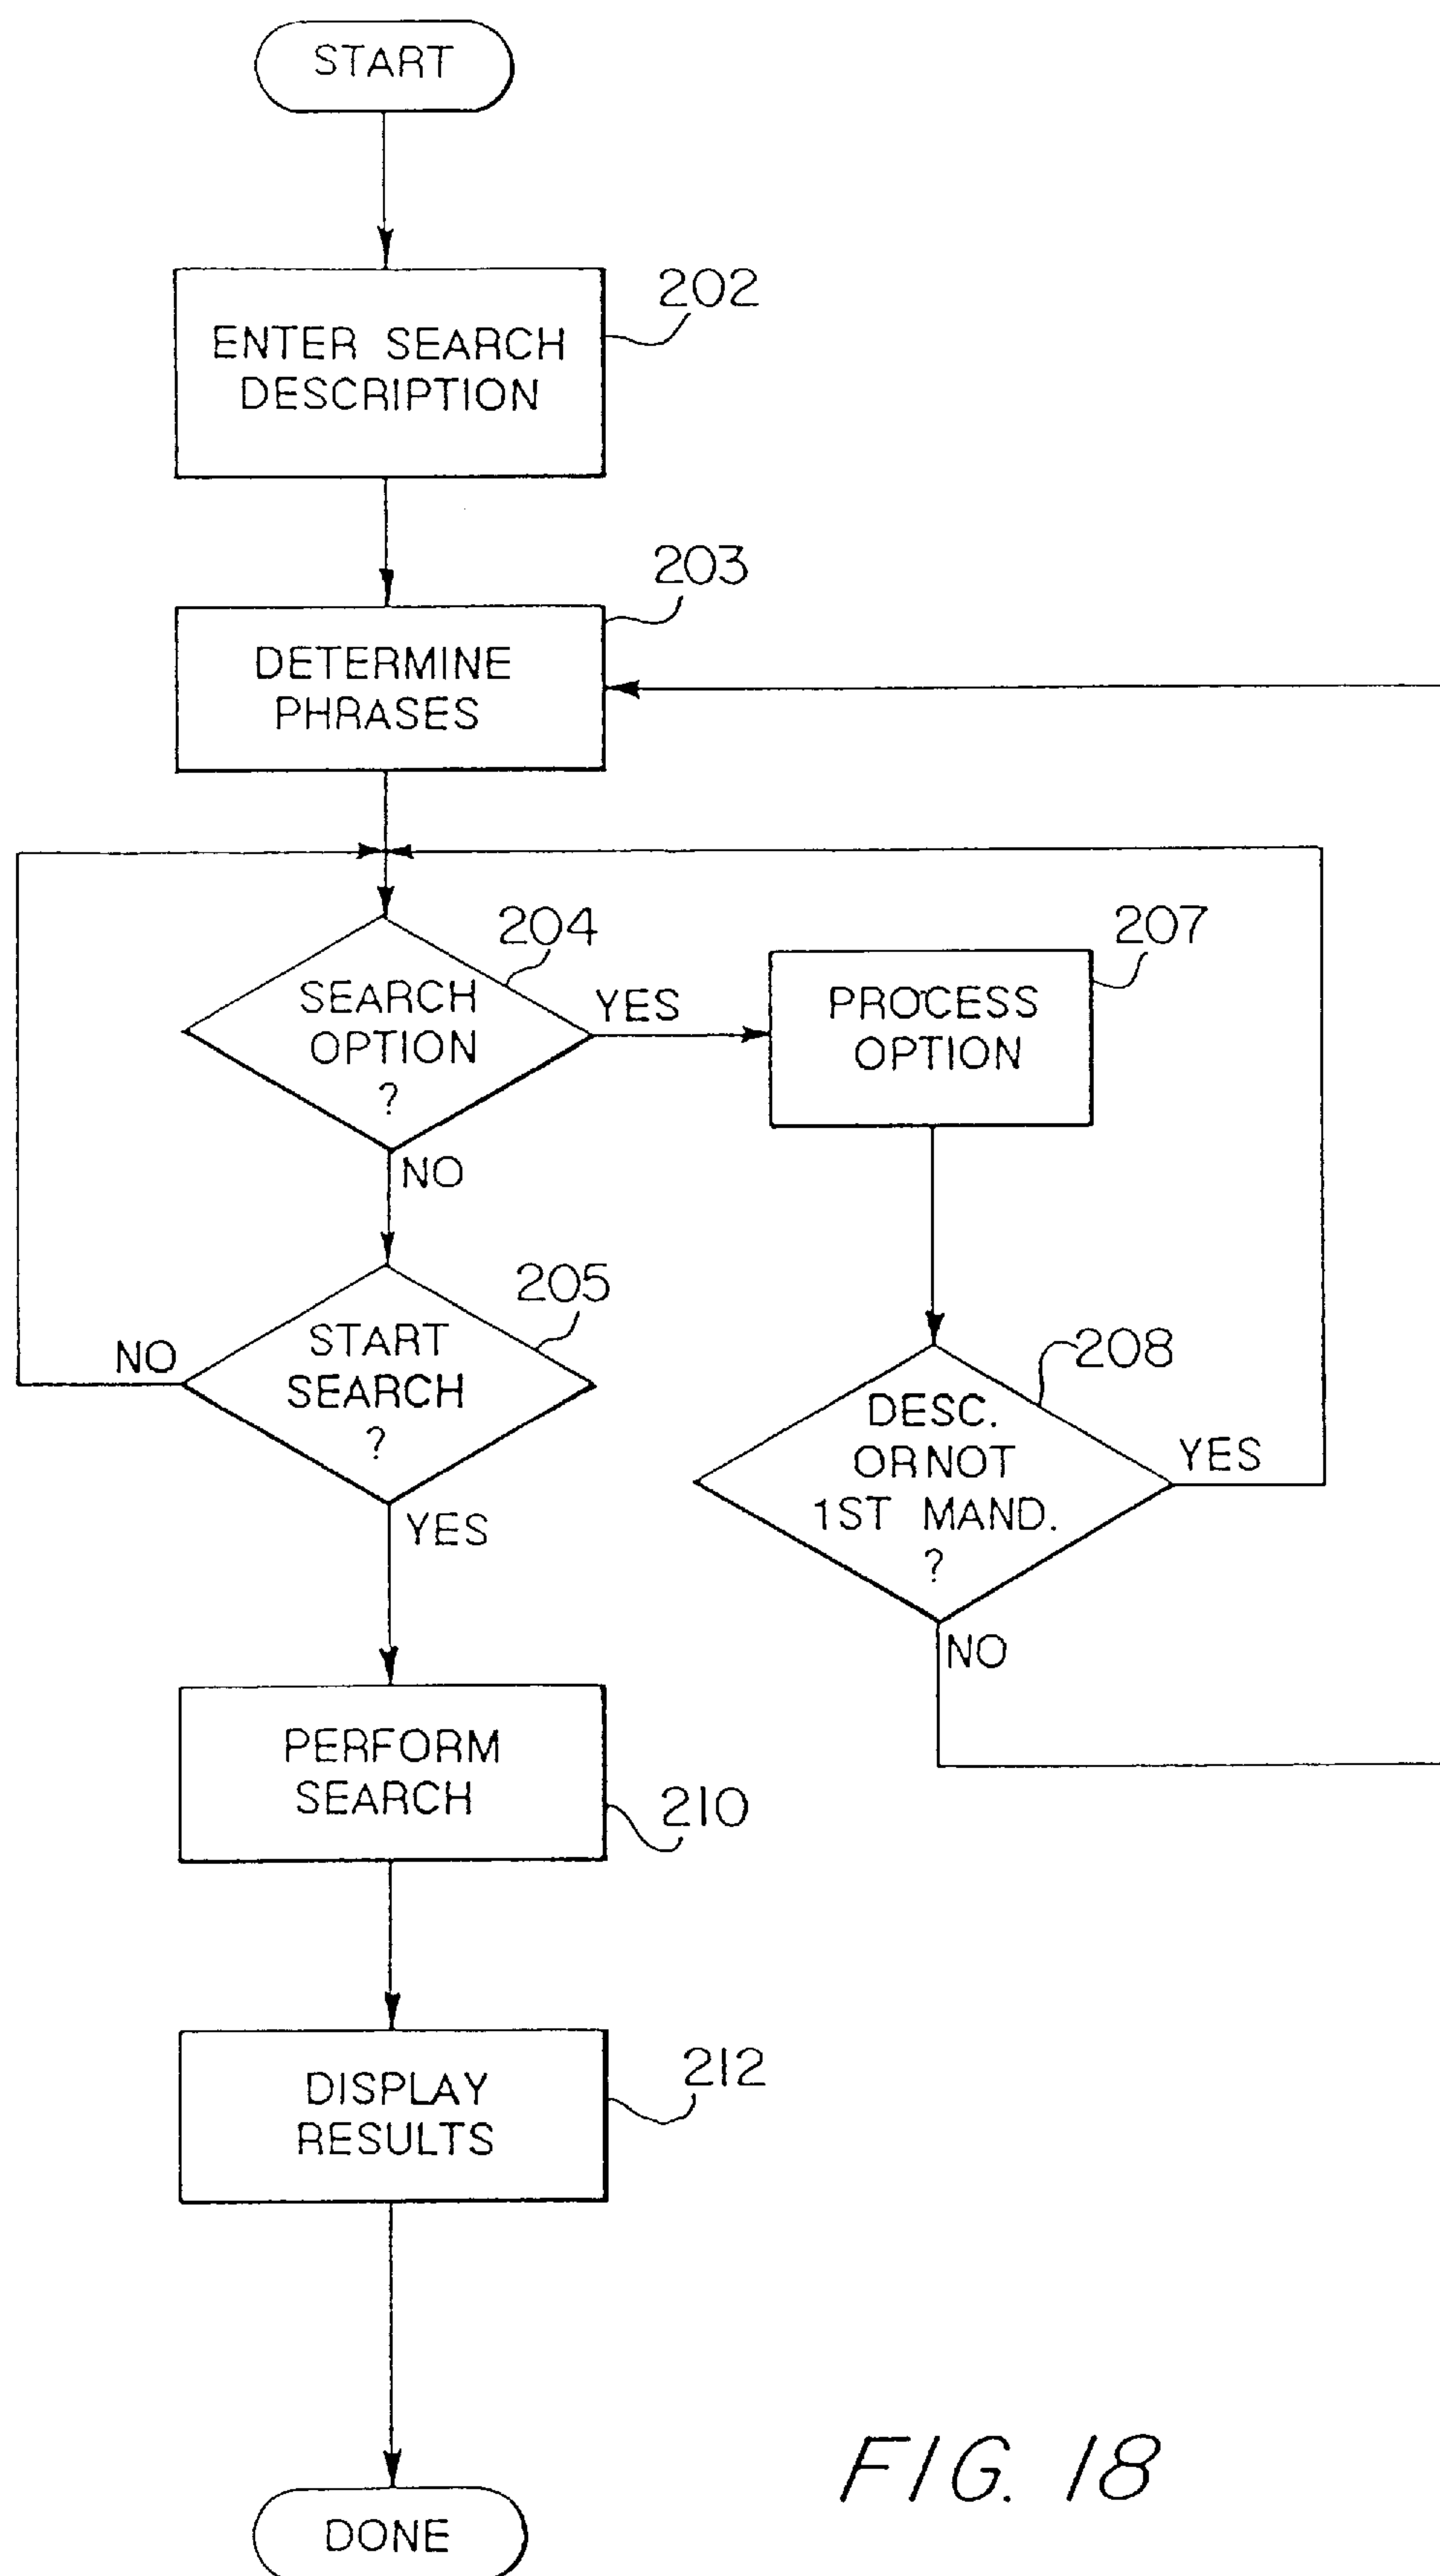 START
202
ENTER SEARCH
DESCRIPTION
203
DETERMINE
PHRASES
204
SEARCH
OPTION
?
YES
NO
207
PROCESS
OPTION
205
START
SEARCH
?
NO
YES
208
DESC.
OR NOT
1ST MAND.
?
YES
NO
PERFORM
SEARCH
210
DISPLAY
RESULTS
212
DONE
FIG. 18